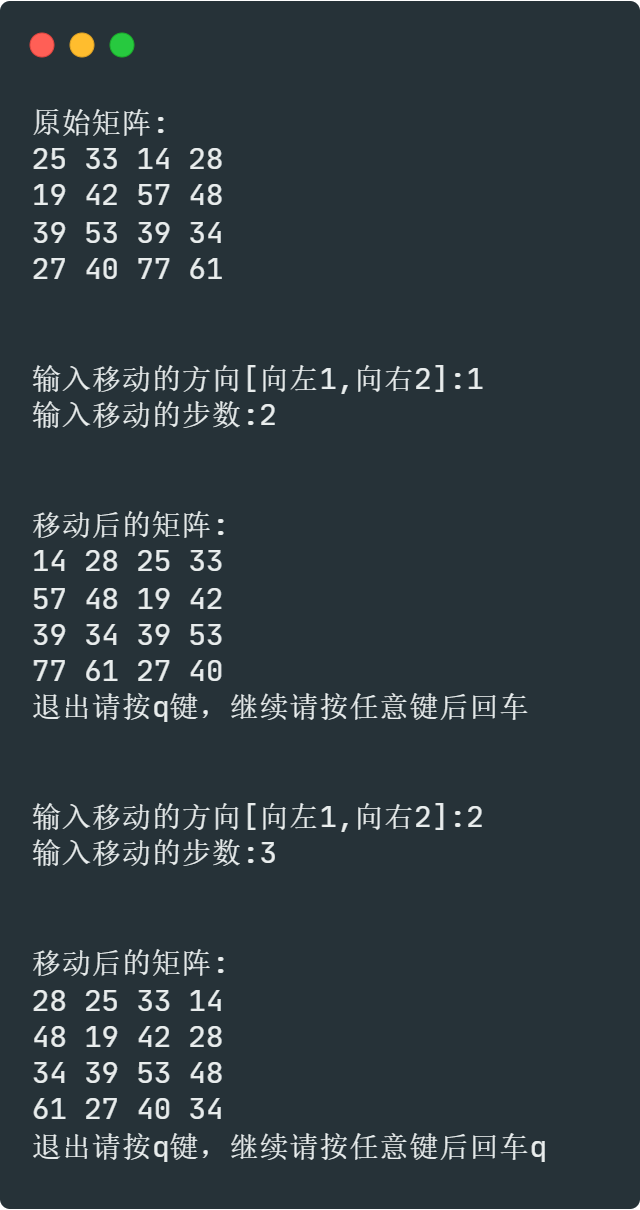 原始矩阵:
25 33 14 28
19 42 57 48
39 53 39 34
27 40 77 61
输入移动的方向[向左1,向右2]:1
输入移动的步数:2
移动后的矩阵:
14 28 25 33
57 48 19 42
39 34 39 53
77 61 27 40
退出请按q键，继续请按任意键后回车
输入移动的方向[向左1,向右2]:2
输入移动的步数:3
移动后的矩阵:
28 25 33 14
48 19 42 28
34 39 53 48
61 27 40 34
退出请按q键，继续请按任意键后回车q